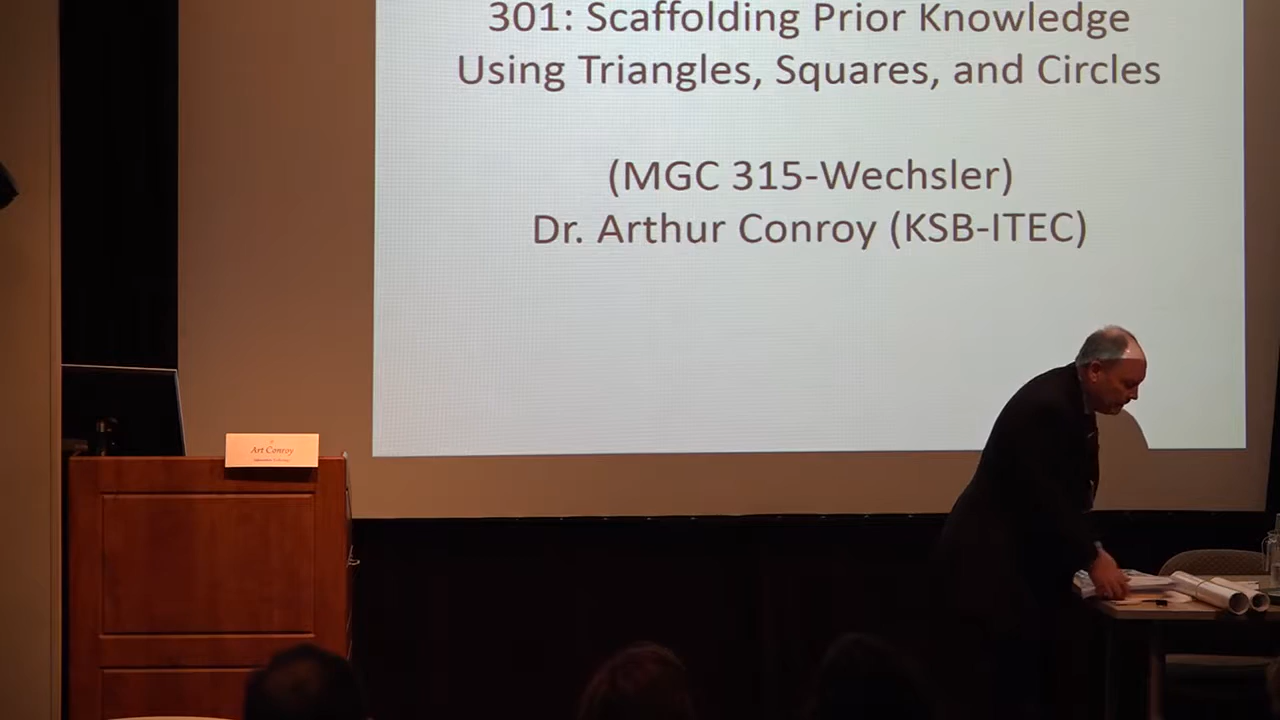 301: Scaffolding Prior Knowledge
Using Triangles, Squares, and Circles
(MGC 315-Wechsler)
Dr. Arthur Conroy (KSB-ITEC)
Art Conroy